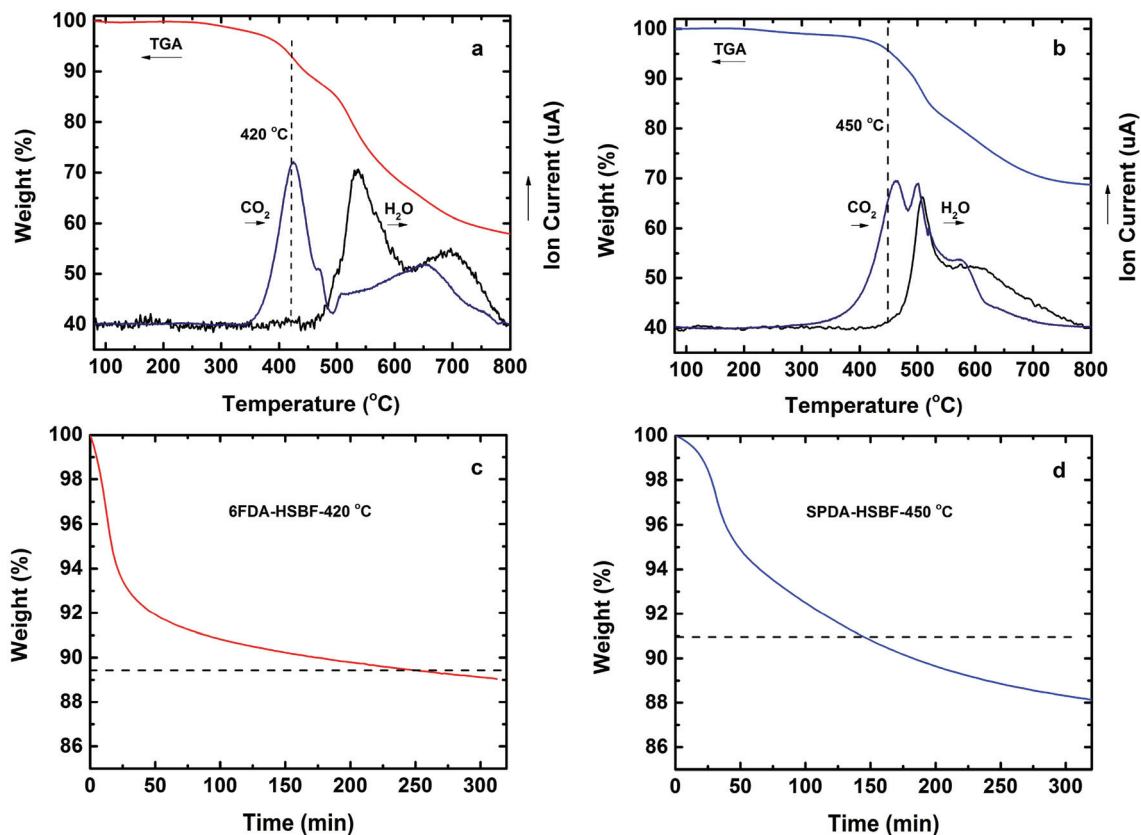 a
TGA
420 °C
CO2
H2O
Weight (%)
100
90
80
70
60
50
40
Ion Current (uA)
100 200 300 400 500 600 700 800
Temperature (°C)
b
TGA
450 °C
CO2
H2O
Weight (%)
100
90
80
70
60
50
40
Ion Current (uA)
100 200 300 400 500 600 700 800
Temperature (°C)
c
6FDA-HSBF-420 °C
Weight (%)
100
98
96
94
92
90
88
86
0 50 100 150 200 250 300
Time (min)
d
SPDA-HSBF-450 °C
Weight (%)
100
98
96
94
92
90
88
86
0 50 100 150 200 250 300
Time (min)